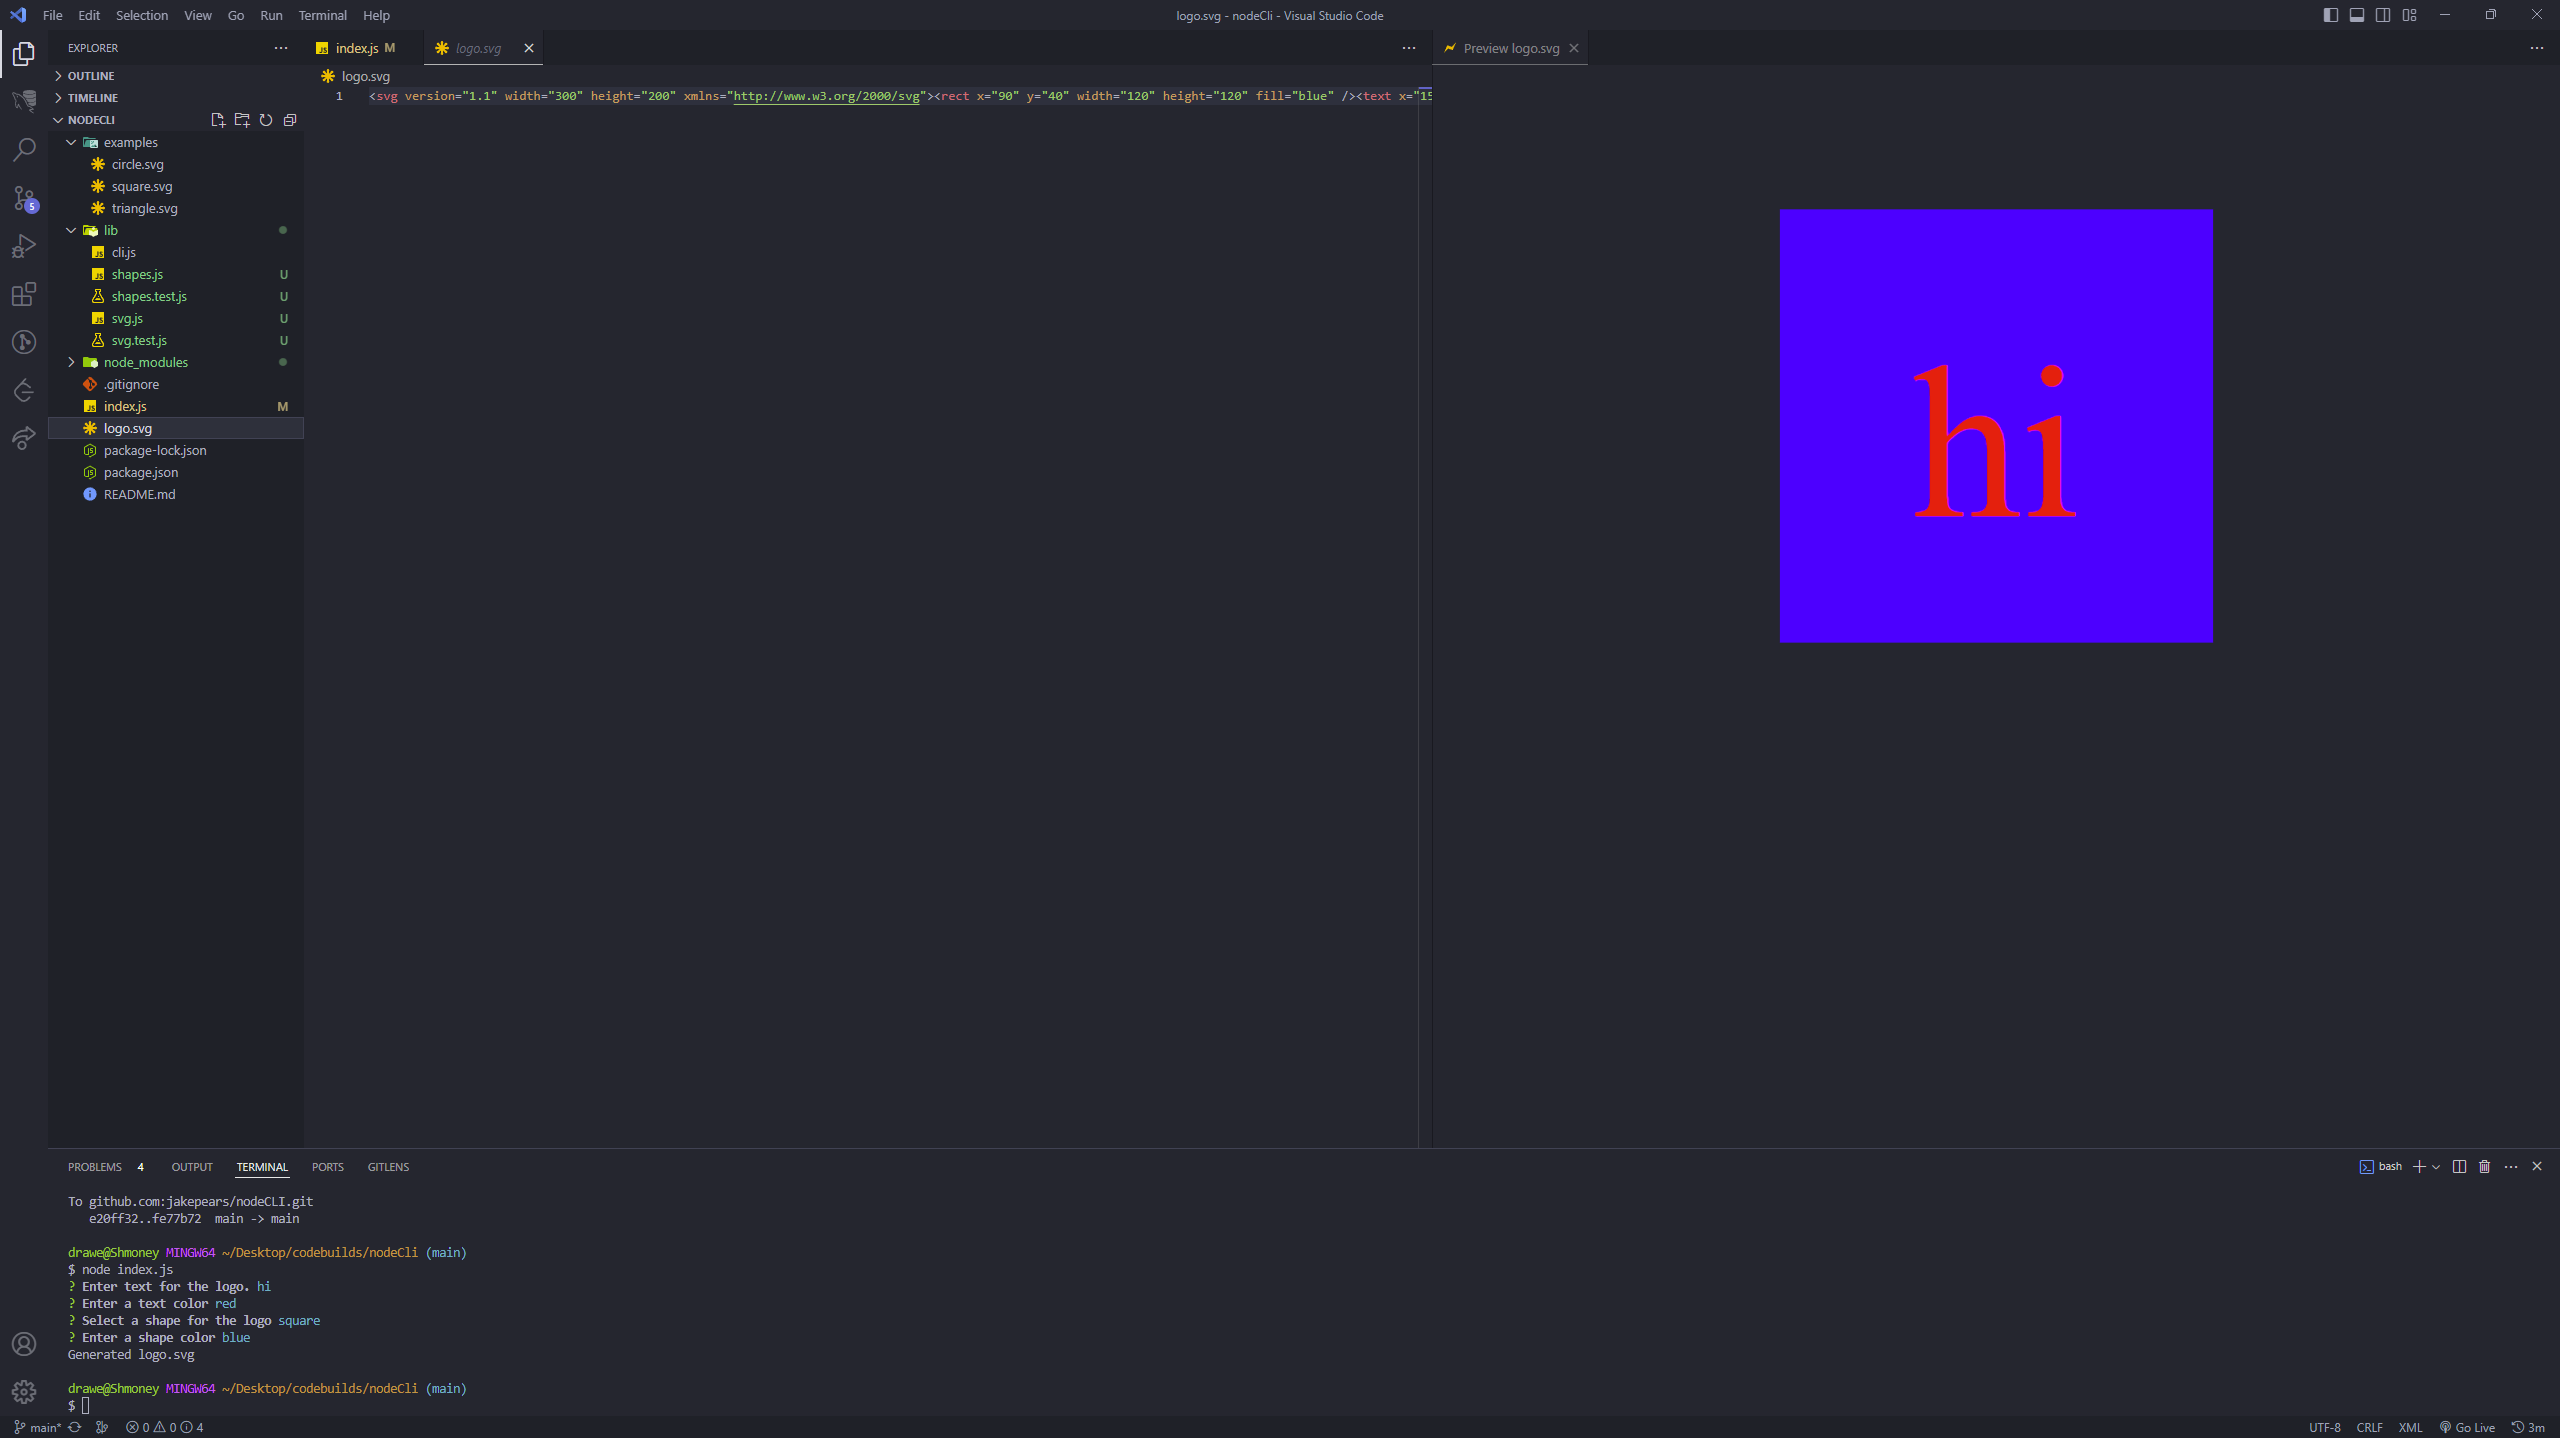 File Edit Selection View Go Run Terminal Help
logo.svg - nodeCli - Visual Studio Code
EXPLORER
OUTLINE
TIMELINE
NODECLI
examples
circle.svg
square.svg
triangle.svg
lib
cli.js
shapes.js U
shapes.test.js U
svg.js U
svg.test.js U
node_modules
.gitignore
index.js M
logo.svg
package-lock.json
package.json
README.md
5
index.js M
logo.svg
logo.svg
1 <svg version="1.1" width="300" height="200" xmlns="http://www.w3.org/2000/svg"><rect x="90" y="40" width="120" height="120" fill="blue" /><text x="15
Preview logo.svg
hi
PROBLEMS 4 OUTPUT TERMINAL PORTS GITLENS
bash
To github.com:jakepears/nodeCLI.git
e20ff32..fe77b72 main -> main
drawe@Shmoney MINGW64 ~/Desktop/codebuilds/nodeCli (main)
$ node index.js
? Enter text for the logo. hi
? Enter a text color red
? Select a shape for the logo square
? Enter a shape color blue
Generated logo.svg
drawe@Shmoney MINGW64 ~/Desktop/codebuilds/nodeCli (main)
$
main* 0 0 4
UTF-8 CRLF XML Go Live 3m